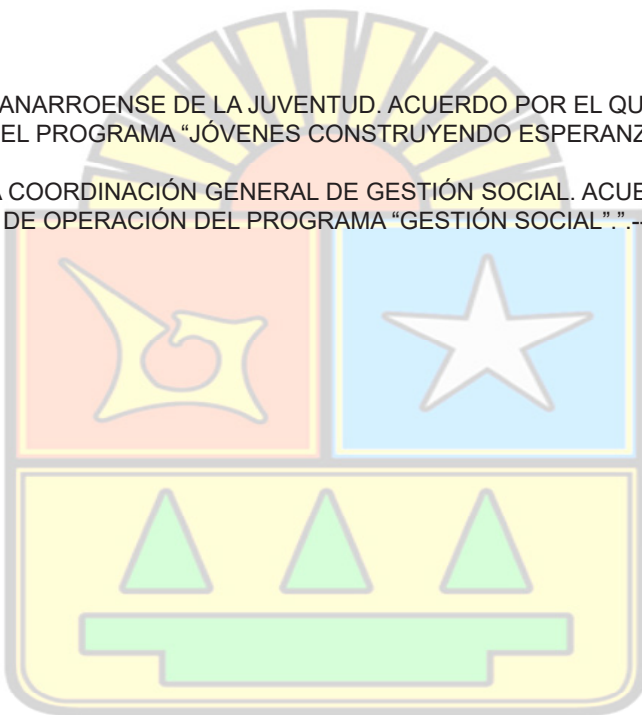 ANARROENSE DE LA JUVENTUD. ACUERDO POR EL QU
EL PROGRAMA “JÓVENES CONSTRUYENDO ESPERANZ
A COORDINACIÓN GENERAL DE GESTIÓN SOCIAL. ACUE
DE OPERACIÓN DEL PROGRAMA “GESTIÓN SOCIAL”.”.--